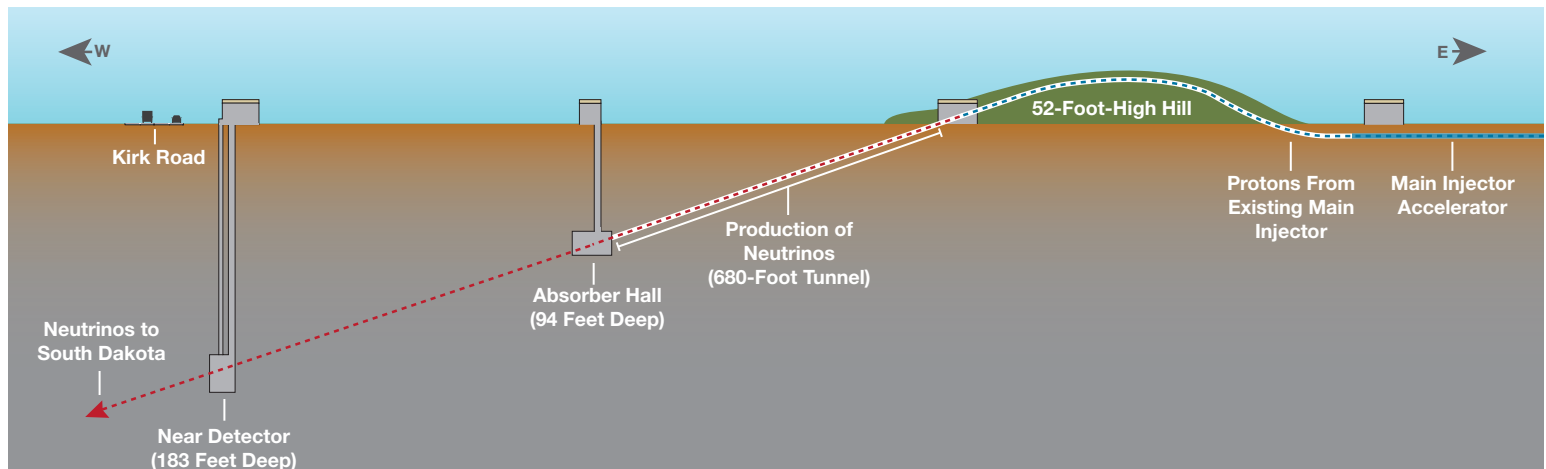 W
E
52-Foot-High Hill
Kirk Road
Protons From
Existing Main
Injector
Main Injector
Accelerator
Production of
Neutrinos
(680-Foot Tunnel)
Absorber Hall
(94 Feet Deep)
Neutrinos to
South Dakota
Near Detector
(183 Feet Deep)